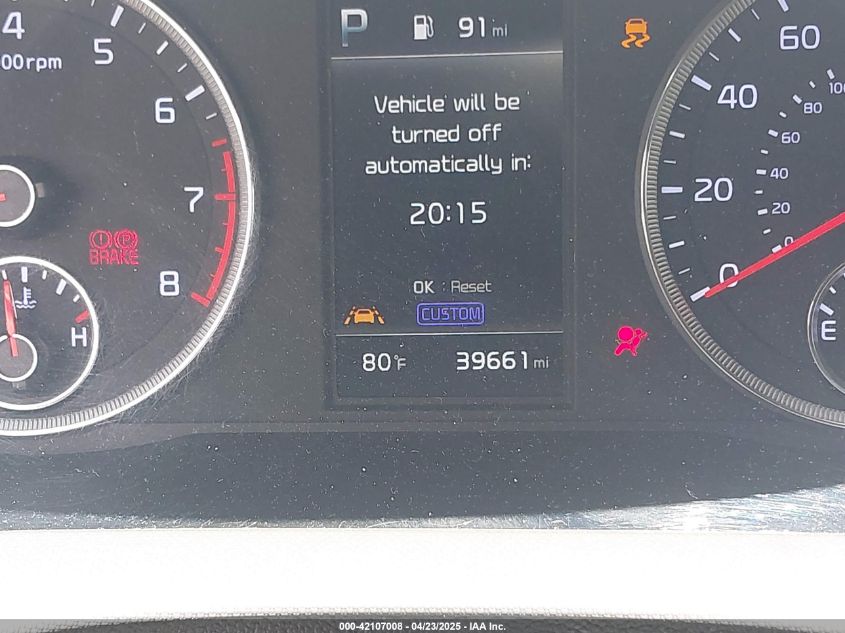 4
5
00rpm
6
7
8
H
BRAKE
P
91 mi
Vehicle will be
turned off
automatically in:
20:15
OK : Reset
CUSTOM
80°F
39661 mi
60
40
20
0
100
80
60
40
20
0
E
000-42107008 - 04/23/2025 - IAA Inc.